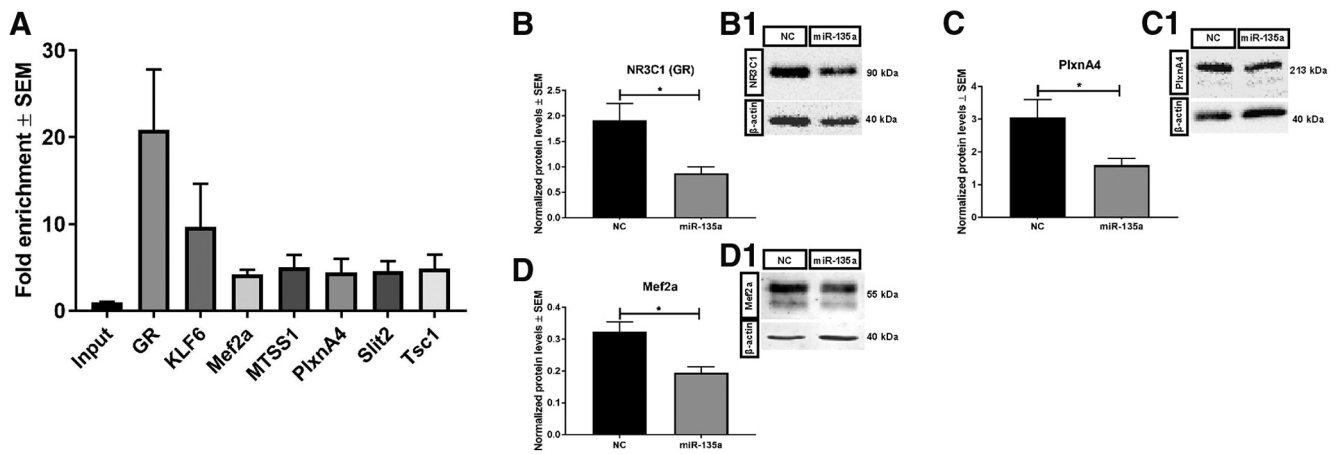 A
Fold enrichment ± SEM
30
20
10
0
Input
GR
KLF6
Mef2a
MTSS1
PlxnA4
Slit2
Tsc1
B
NR3C1 (GR)
Normalized protein levels ± SEM
2.5
2.0
1.5
1.0
0.5
0.0
*
NC
miR-135a
B1
NC
miR-135a
NR3C1
90 kDa
β-actin
40 kDa
C
PlxnA4
Normalized protein levels ± SEM
4
3
2
1
0
*
NC
miR-135a
C1
NC
miR-135a
PlxnA4
213 kDa
β-actin
40 kDa
D
Mef2a
Normalized protein levels ± SEM
0.4
0.3
0.2
0.1
0.0
*
NC
miR-135a
D1
NC
miR-135a
Mef2a
55 kDa
β-actin
40 kDa